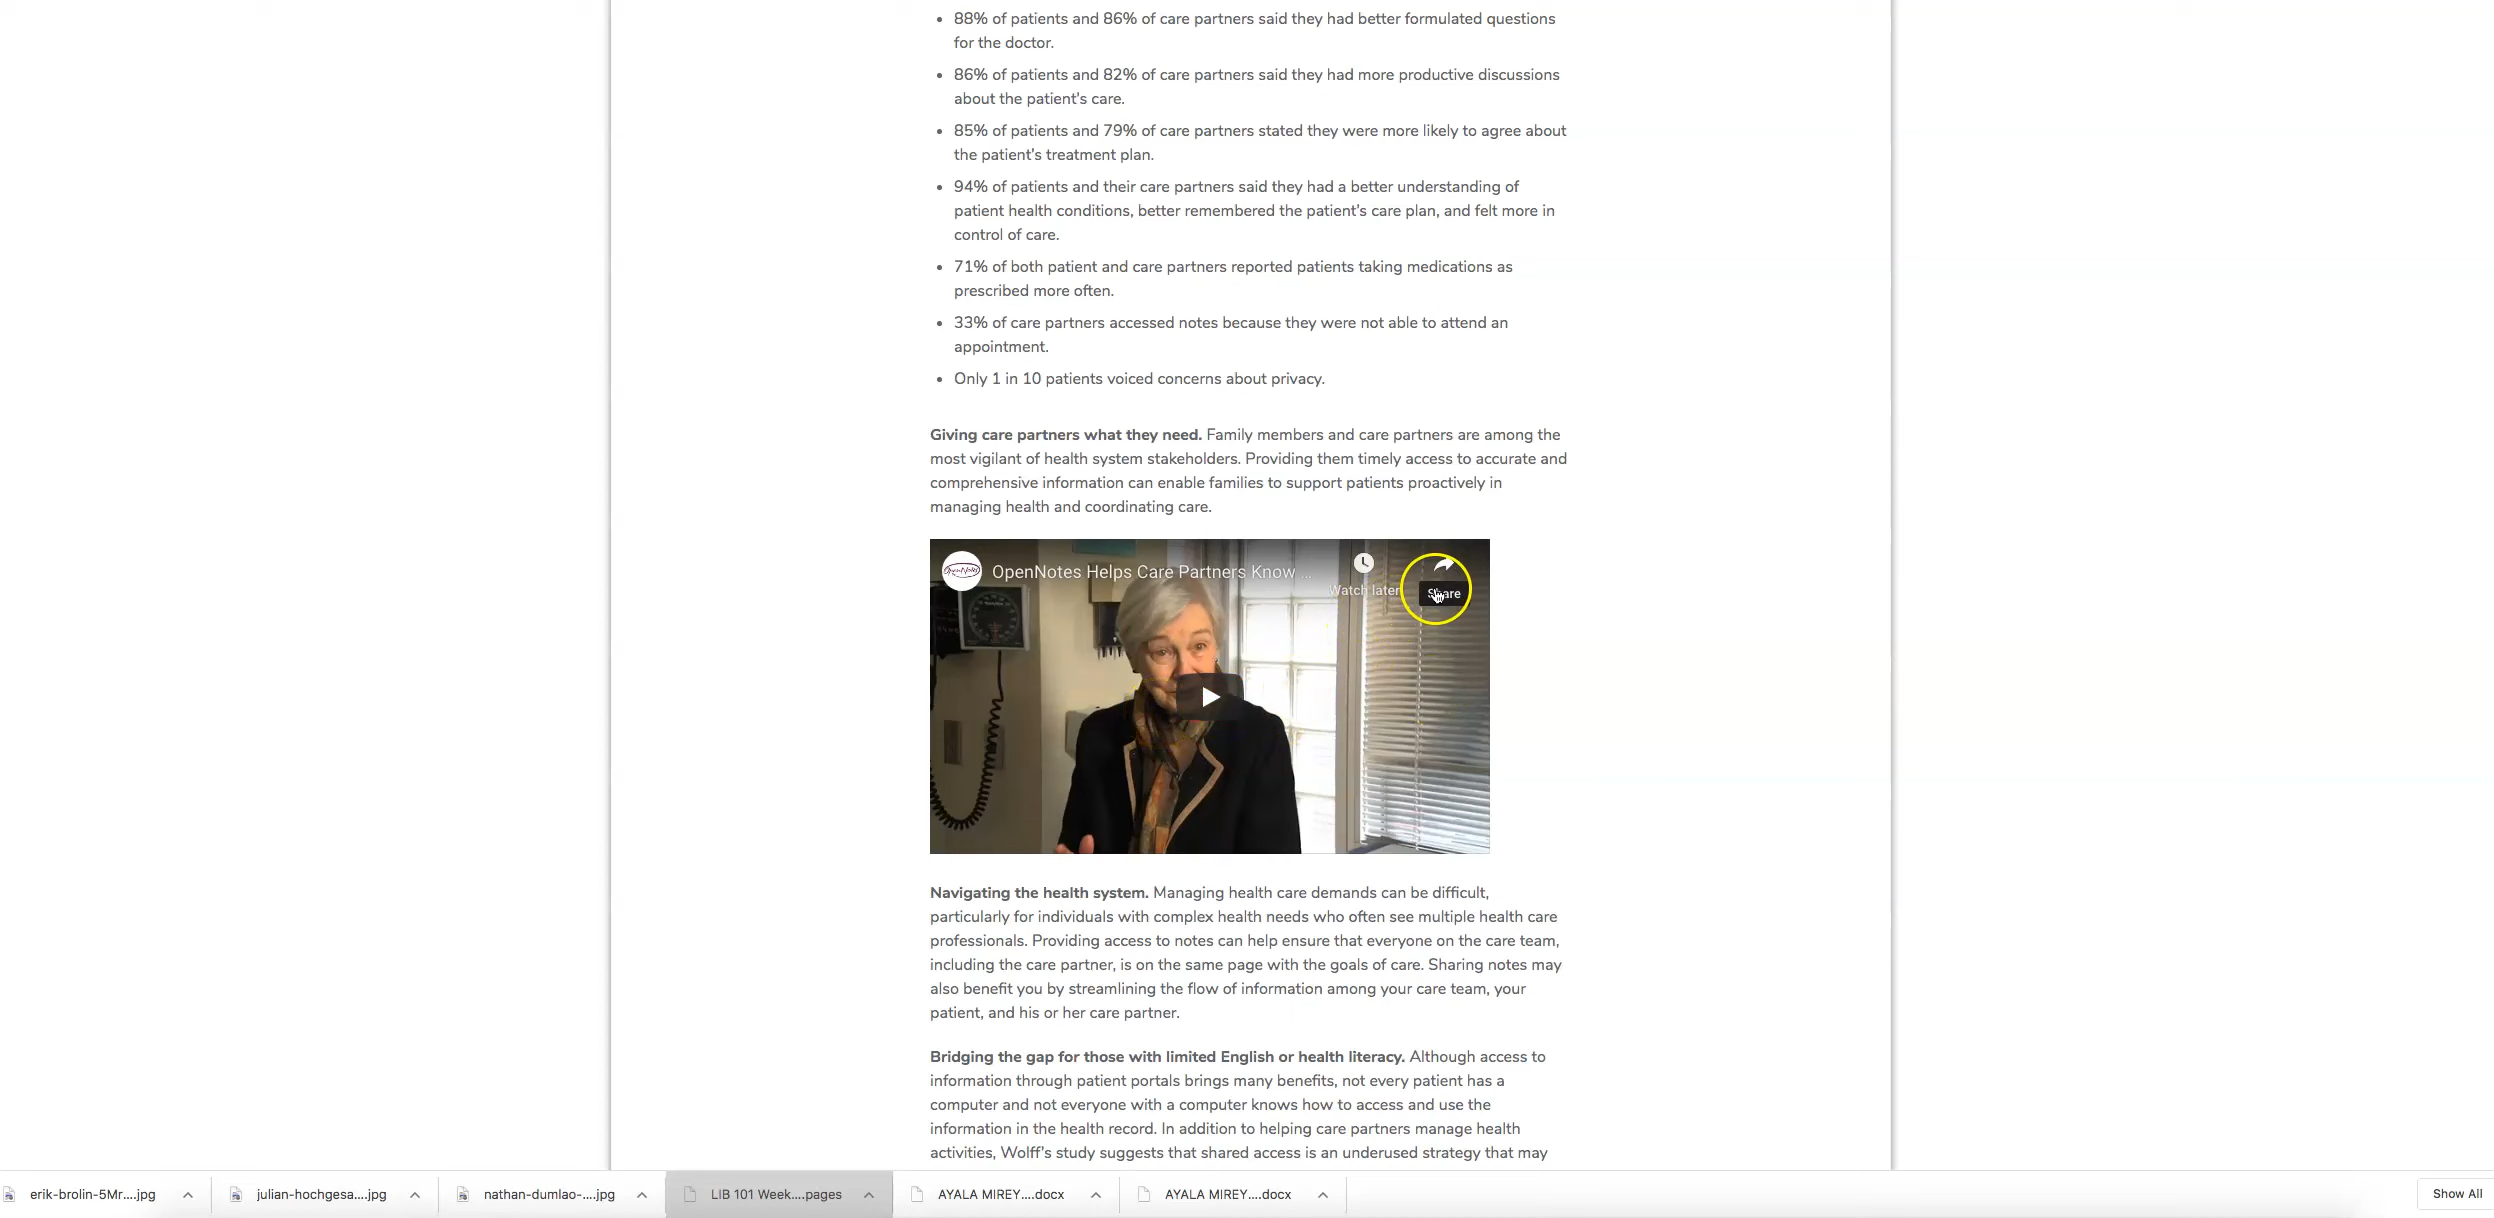 • 88% of patients and 86% of care partners said they had better formulated questions
for the doctor.
• 86% of patients and 82% of care partners said they had more productive discussions
about the patient's care.
• 85% of patients and 79% of care partners stated they were more likely to agree about
the patient's treatment plan.
• 94% of patients and their care partners said they had a better understanding of
patient health conditions, better remembered the patient's care plan, and felt more in
control of care.
• 71% of both patient and care partners reported patients taking medications as
prescribed more often.
• 33% of care partners accessed notes because they were not able to attend an
appointment.
• Only 1 in 10 patients voiced concerns about privacy.
Giving care partners what they need. Family members and care partners are among the
most vigilant of health system stakeholders. Providing them timely access to accurate and
comprehensive information can enable families to support patients proactively in
managing health and coordinating care.
OpenNotes
OpenNotes Helps Care Partners Know ...
Watch later
Share
Navigating the health system. Managing health care demands can be difficult,
particularly for individuals with complex health needs who often see multiple health care
professionals. Providing access to notes can help ensure that everyone on the care team,
including the care partner, is on the same page with the goals of care. Sharing notes may
also benefit you by streamlining the flow of information among your care team, your
patient, and his or her care partner.
Bridging the gap for those with limited English or health literacy. Although access to
information through patient portals brings many benefits, not every patient has a
computer and not everyone with a computer knows how to access and use the
information in the health record. In addition to helping care partners manage health
activities, Wolff's study suggests that shared access is an underused strategy that may
erik-brolin-5Mr....jpg
julian-hochgesa....jpg
nathan-dumlao-....jpg
LIB 101 Week....pages
AYALA MIREY....docx
AYALA MIREY....docx
Show All